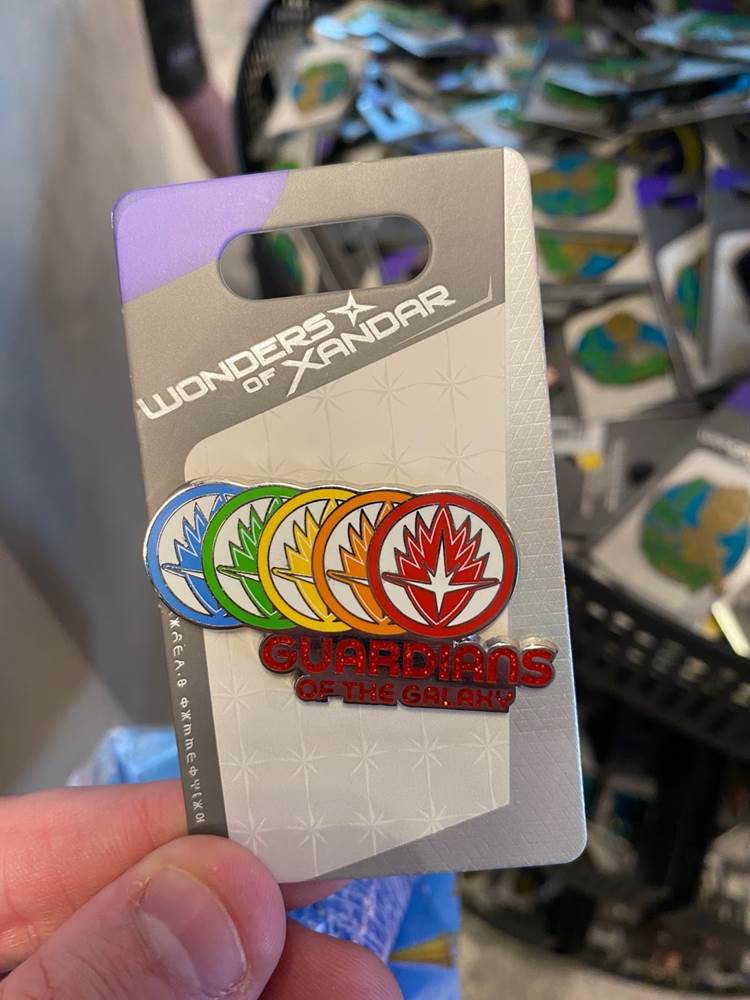 WONDERS
OF XANDAR
GUARDIANS
OF THE GALAXY